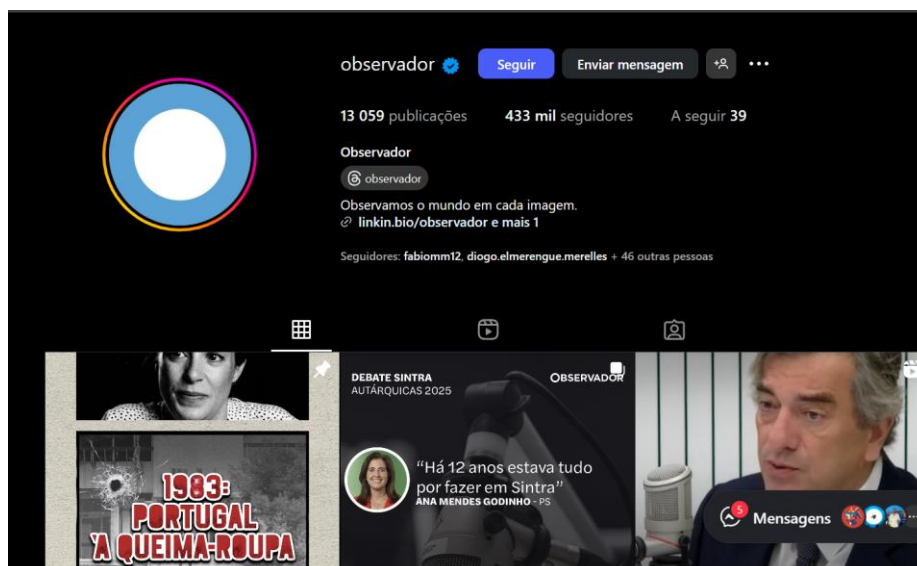 observador
Seguir
Enviar mensagem
13 059 publicações
433 mil seguidores
A seguir 39
Observador
observador
Observamos o mundo em cada imagem.
linkin.bio/observador e mais 1
Seguidores: fabiomm12, diogo.elmerengue.merelles + 46 outras pessoas
1983:
PORTUGAL
'A QUEIMA-ROUPA
DEBATE SINTRA
AUTÁRQUICAS 2025
OBSERVADOR
“Há 12 anos estava tudo
por fazer em Sintra”
ANA MENDES GODINHO - PS
5
Mensagens